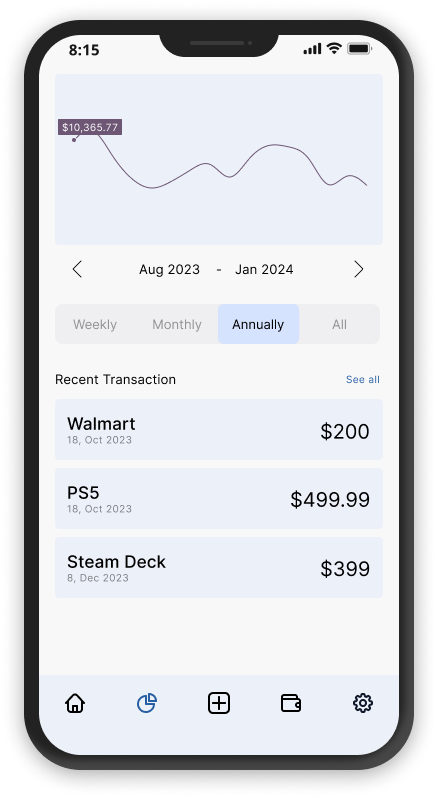 8:15
$10,365.77
Aug 2023 - Jan 2024
Weekly Monthly Annually All
Recent Transaction See all
Walmart
18, Oct 2023
$200
PS5
18, Oct 2023
$499.99
Steam Deck
8, Dec 2023
$399